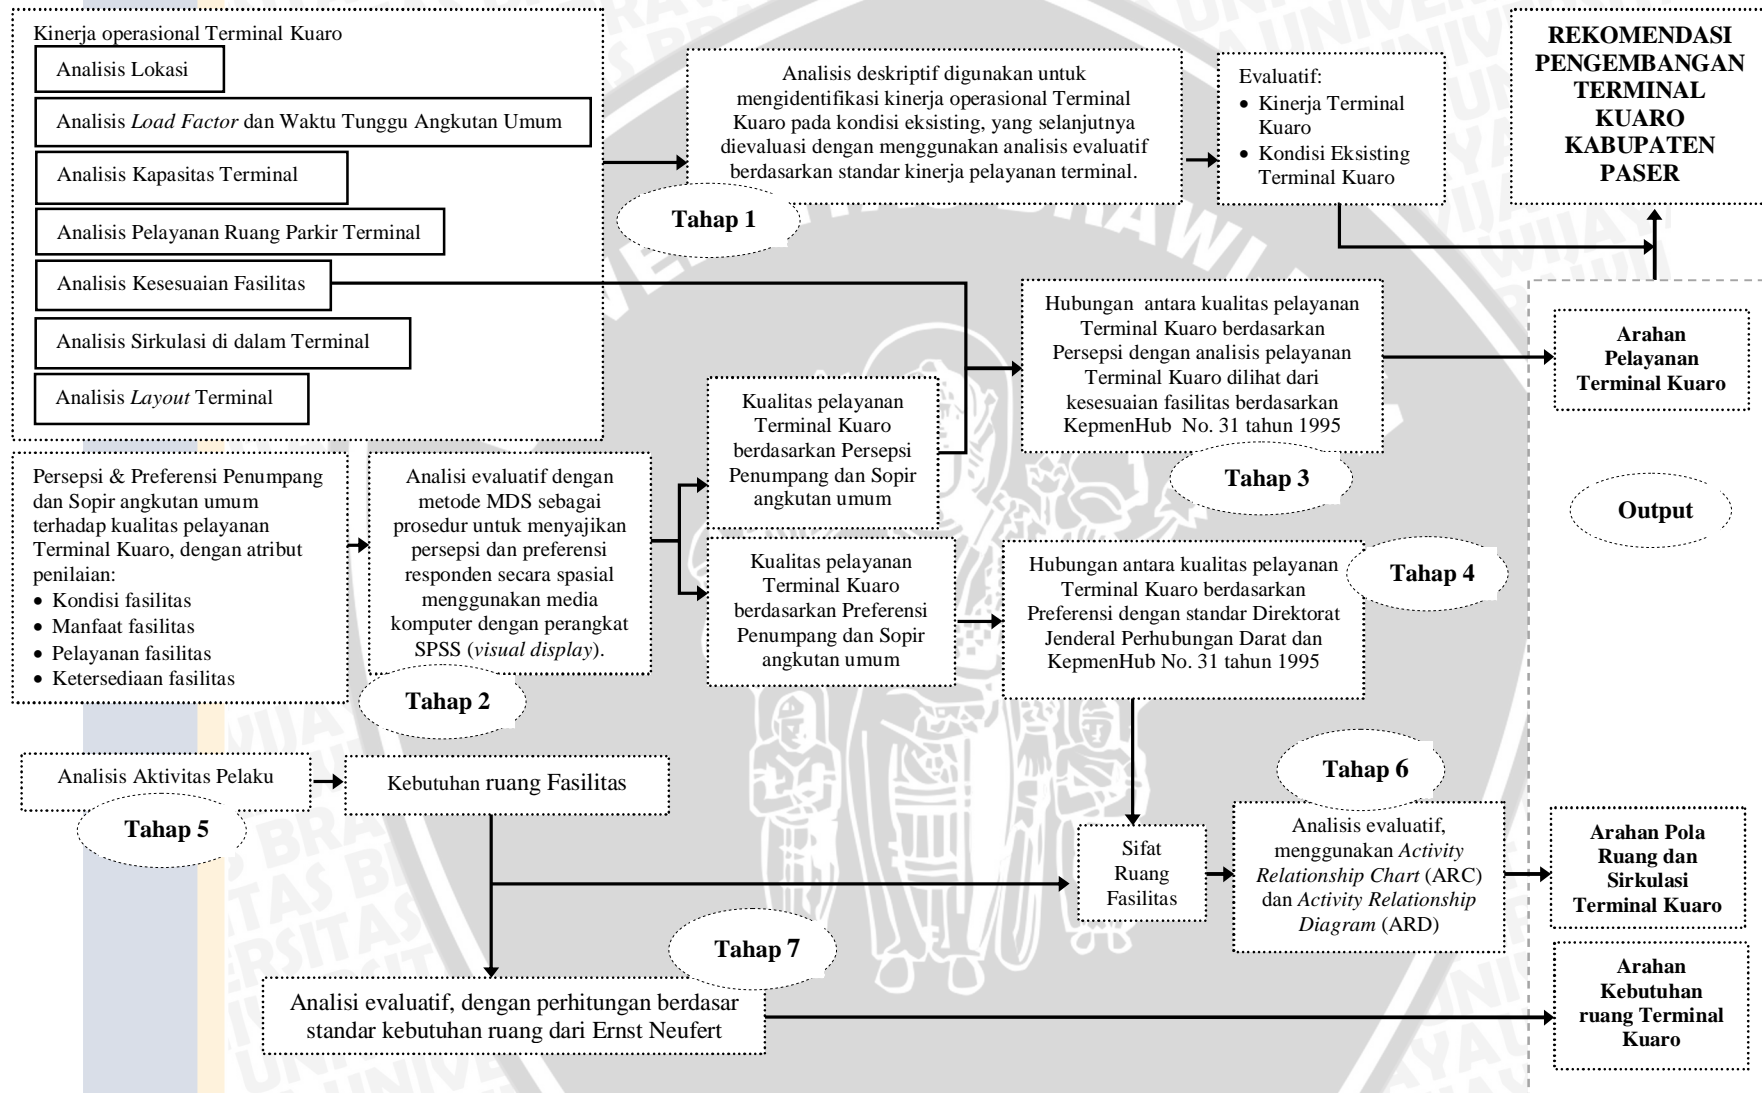 Kinerja operasional Terminal Kuaro
Analisis Lokasi
Analisis Load Factor dan Waktu Tunggu Angkutan Umum
Analisis Kapasitas Terminal
Analisis Pelayanan Ruang Parkir Terminal
Analisis Kesesuaian Fasilitas
Analisis Sirkulasi di dalam Terminal
Analisis Layout Terminal
Analisis deskriptif digunakan untuk
mengidentifikasi kinerja operasional Terminal
Kuaro pada kondisi eksisting, yang selanjutnya
dievaluasi dengan menggunakan analisis evaluatif
berdasarkan standar kinerja pelayanan terminal.
Tahap 1
Evaluatif:
• Kinerja Terminal
Kuaro
• Kondisi Eksisting
Terminal Kuaro
REKOMENDASI
PENGEMBANGAN
TERMINAL
KUARO
KABUPATEN
PASER
Persepsi & Preferensi Penumpang
dan Sopir angkutan umum
terhadap kualitas pelayanan
Terminal Kuaro, dengan atribut
penilaian:
• Kondisi fasilitas
• Manfaat fasilitas
• Pelayanan fasilitas
• Ketersediaan fasilitas
Analisi evaluatif dengan
metode MDS sebagai
prosedur untuk menyajikan
persepsi dan preferensi
responden secara spasial
menggunakan media
komputer dengan perangkat
SPSS (visual display).
Tahap 2
Kualitas pelayanan
Terminal Kuaro
berdasarkan Persepsi
Penumpang dan Sopir
angkutan umum
Kualitas pelayanan
Terminal Kuaro
berdasarkan Preferensi
Penumpang dan Sopir
angkutan umum
Hubungan antara kualitas pelayanan
Terminal Kuaro berdasarkan
Persepsi dengan analisis pelayanan
Terminal Kuaro dilihat dari
kesesuaian fasilitas berdasarkan
KepmenHub No. 31 tahun 1995
Tahap 3
Hubungan antara kualitas pelayanan
Terminal Kuaro berdasarkan
Preferensi dengan standar Direktorat
Jenderal Perhubungan Darat dan
KepmenHub No. 31 tahun 1995
Tahap 4
Arahan
Pelayanan
Terminal Kuaro
Output
Analisis Aktivitas Pelaku
Tahap 5
Kebutuhan ruang Fasilitas
Sifat
Ruang
Fasilitas
Tahap 6
Analisis evaluatif,
menggunakan Activity
Relationship Chart (ARC)
dan Activity Relationship
Diagram (ARD)
Arahan Pola
Ruang dan
Sirkulasi
Terminal Kuaro
Tahap 7
Analisi evaluatif, dengan perhitungan berdasar
standar kebutuhan ruang dari Ernst Neufert
Arahan
Kebutuhan
ruang Terminal
Kuaro